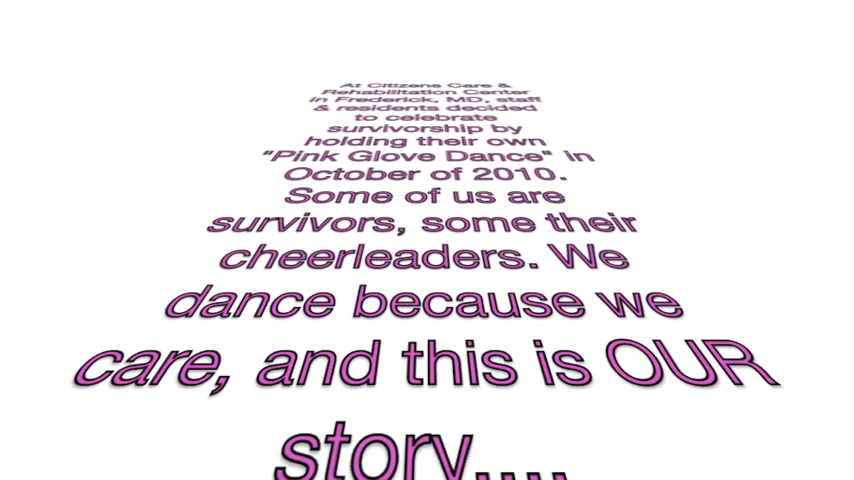 At Citizens Care &
Rehabilitation Center
in Frederick, MD, staff
& residents decided
to celebrate
survivorship by
holding their own
"Pink Glove Dance" in
October of 2010.
Some of us are
survivors, some their
cheerleaders. We
dance because we
care, and this is OUR
story....